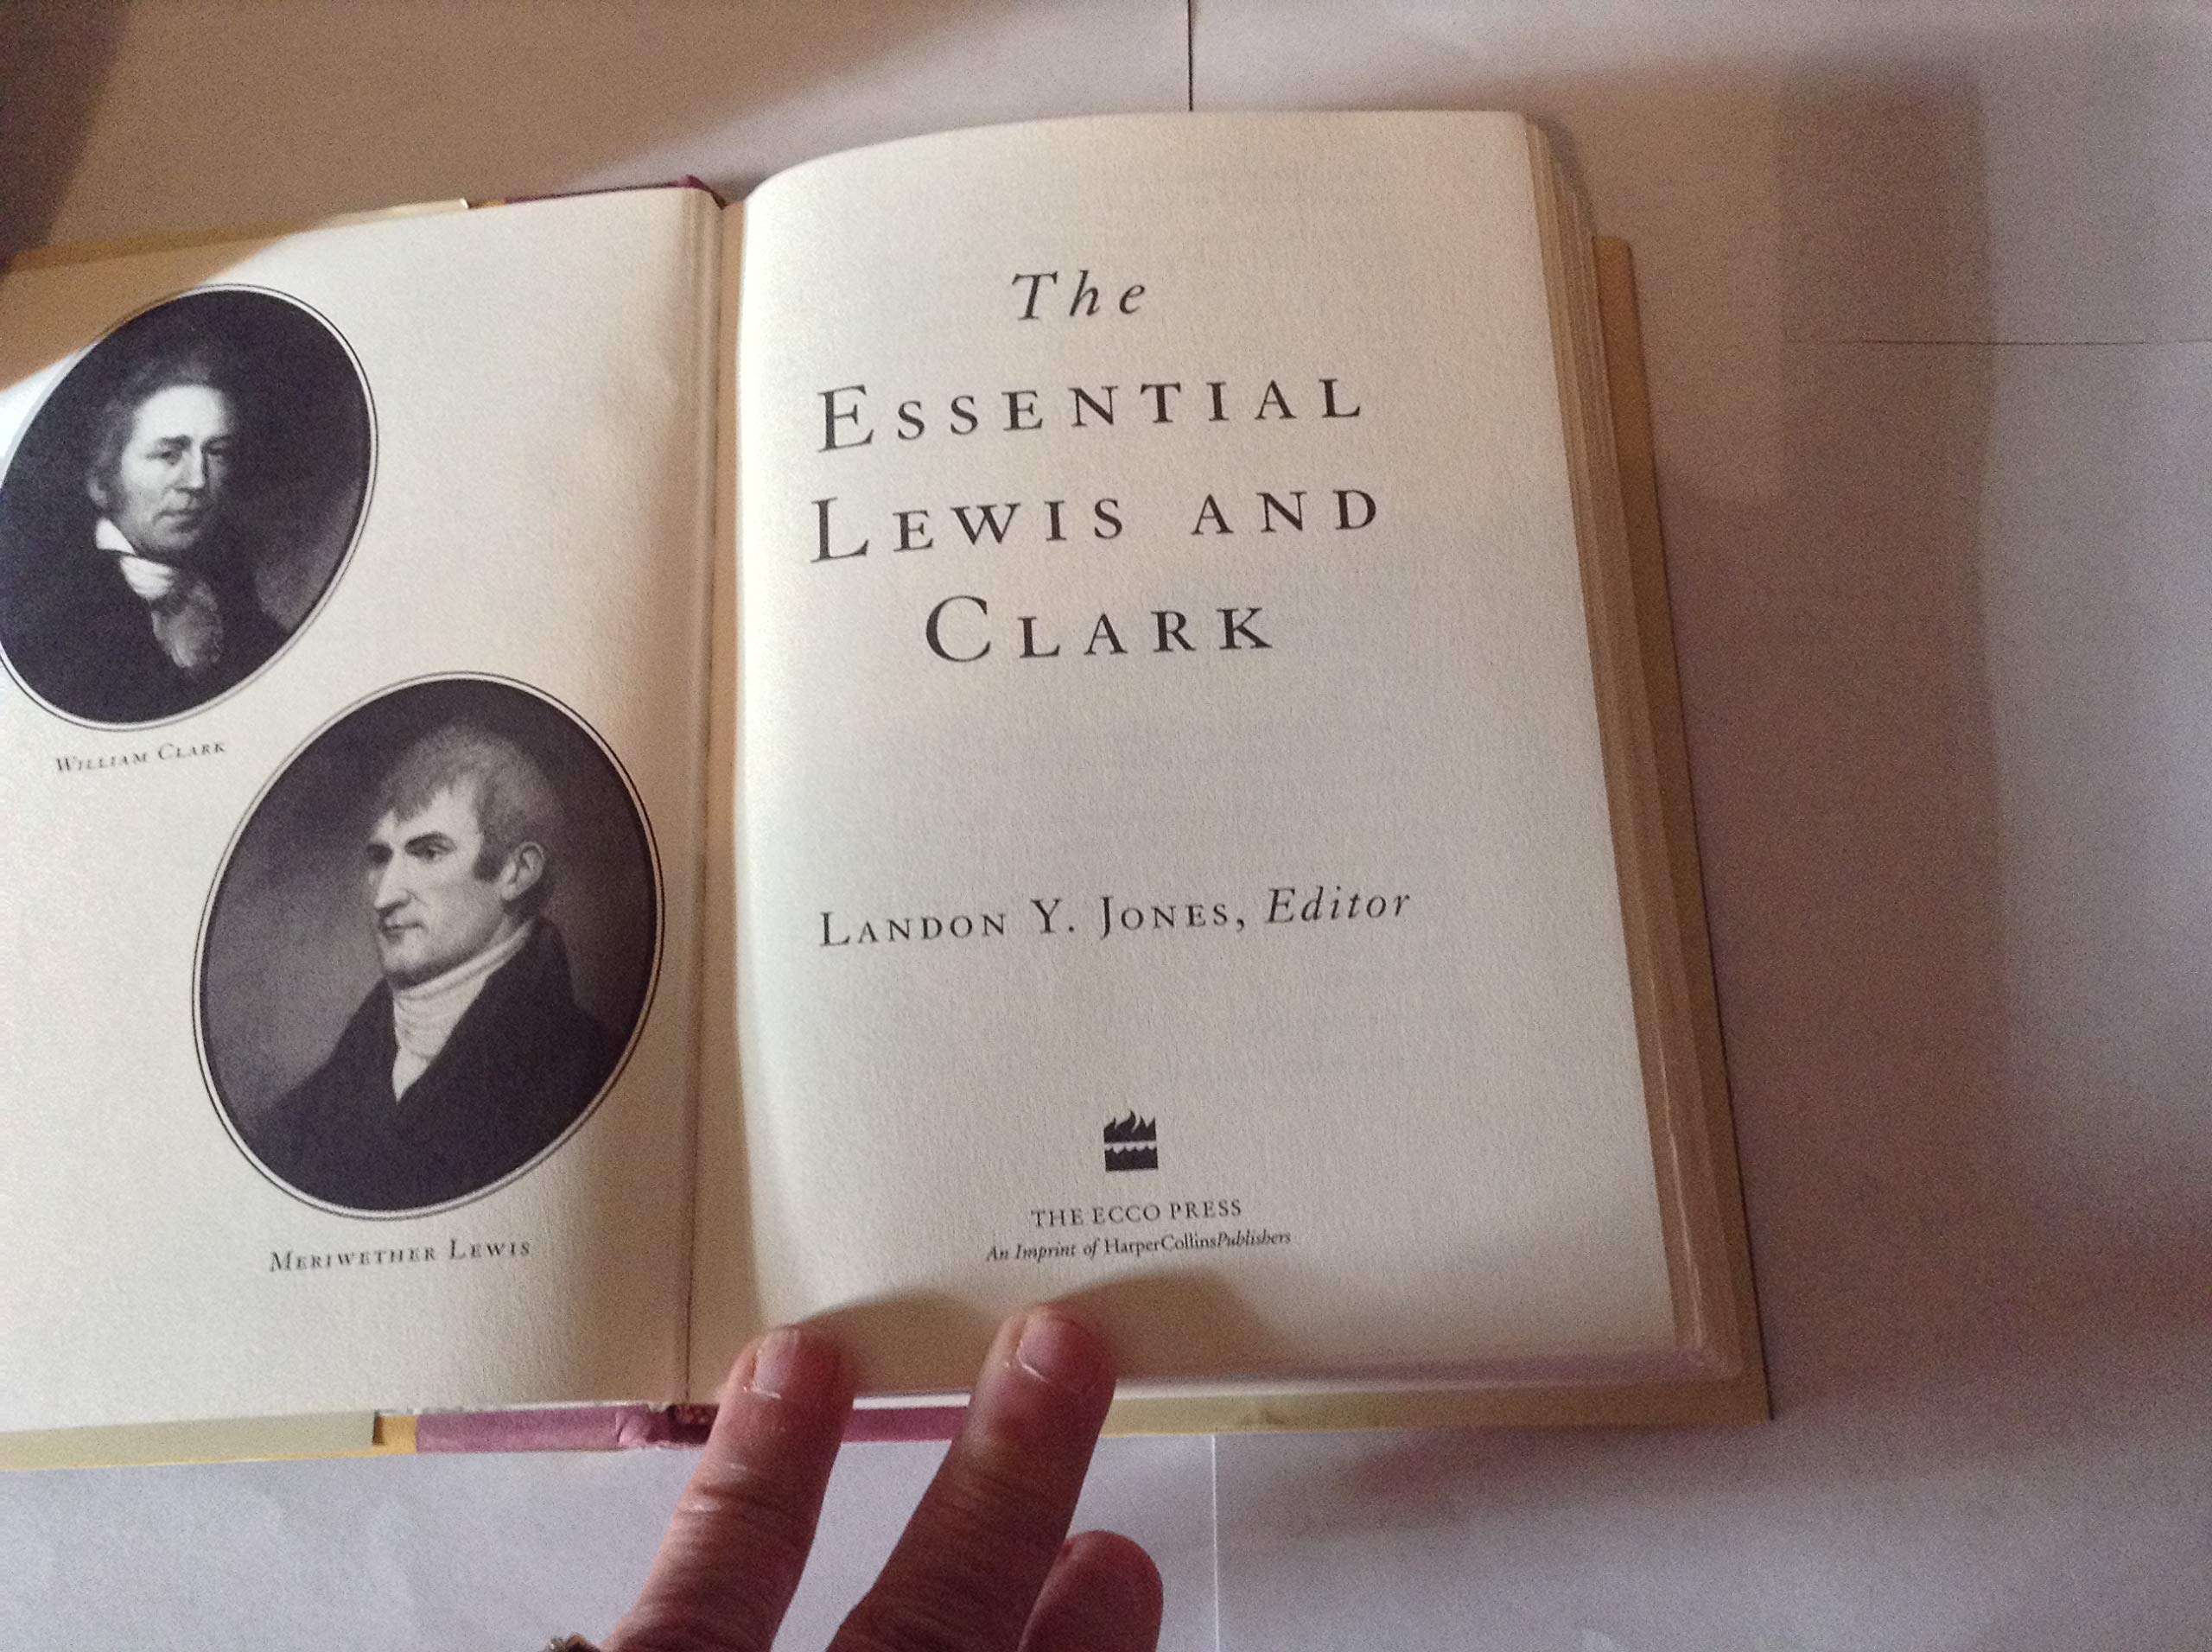 WILLIAM CLARK
MERIWETHER LEWIS
The
ESSENTIAL
LEWIS AND
CLARK
LANDON Y. JONES, Editor
THE ECCO PRESS
An Imprint of HarperCollinsPublishers